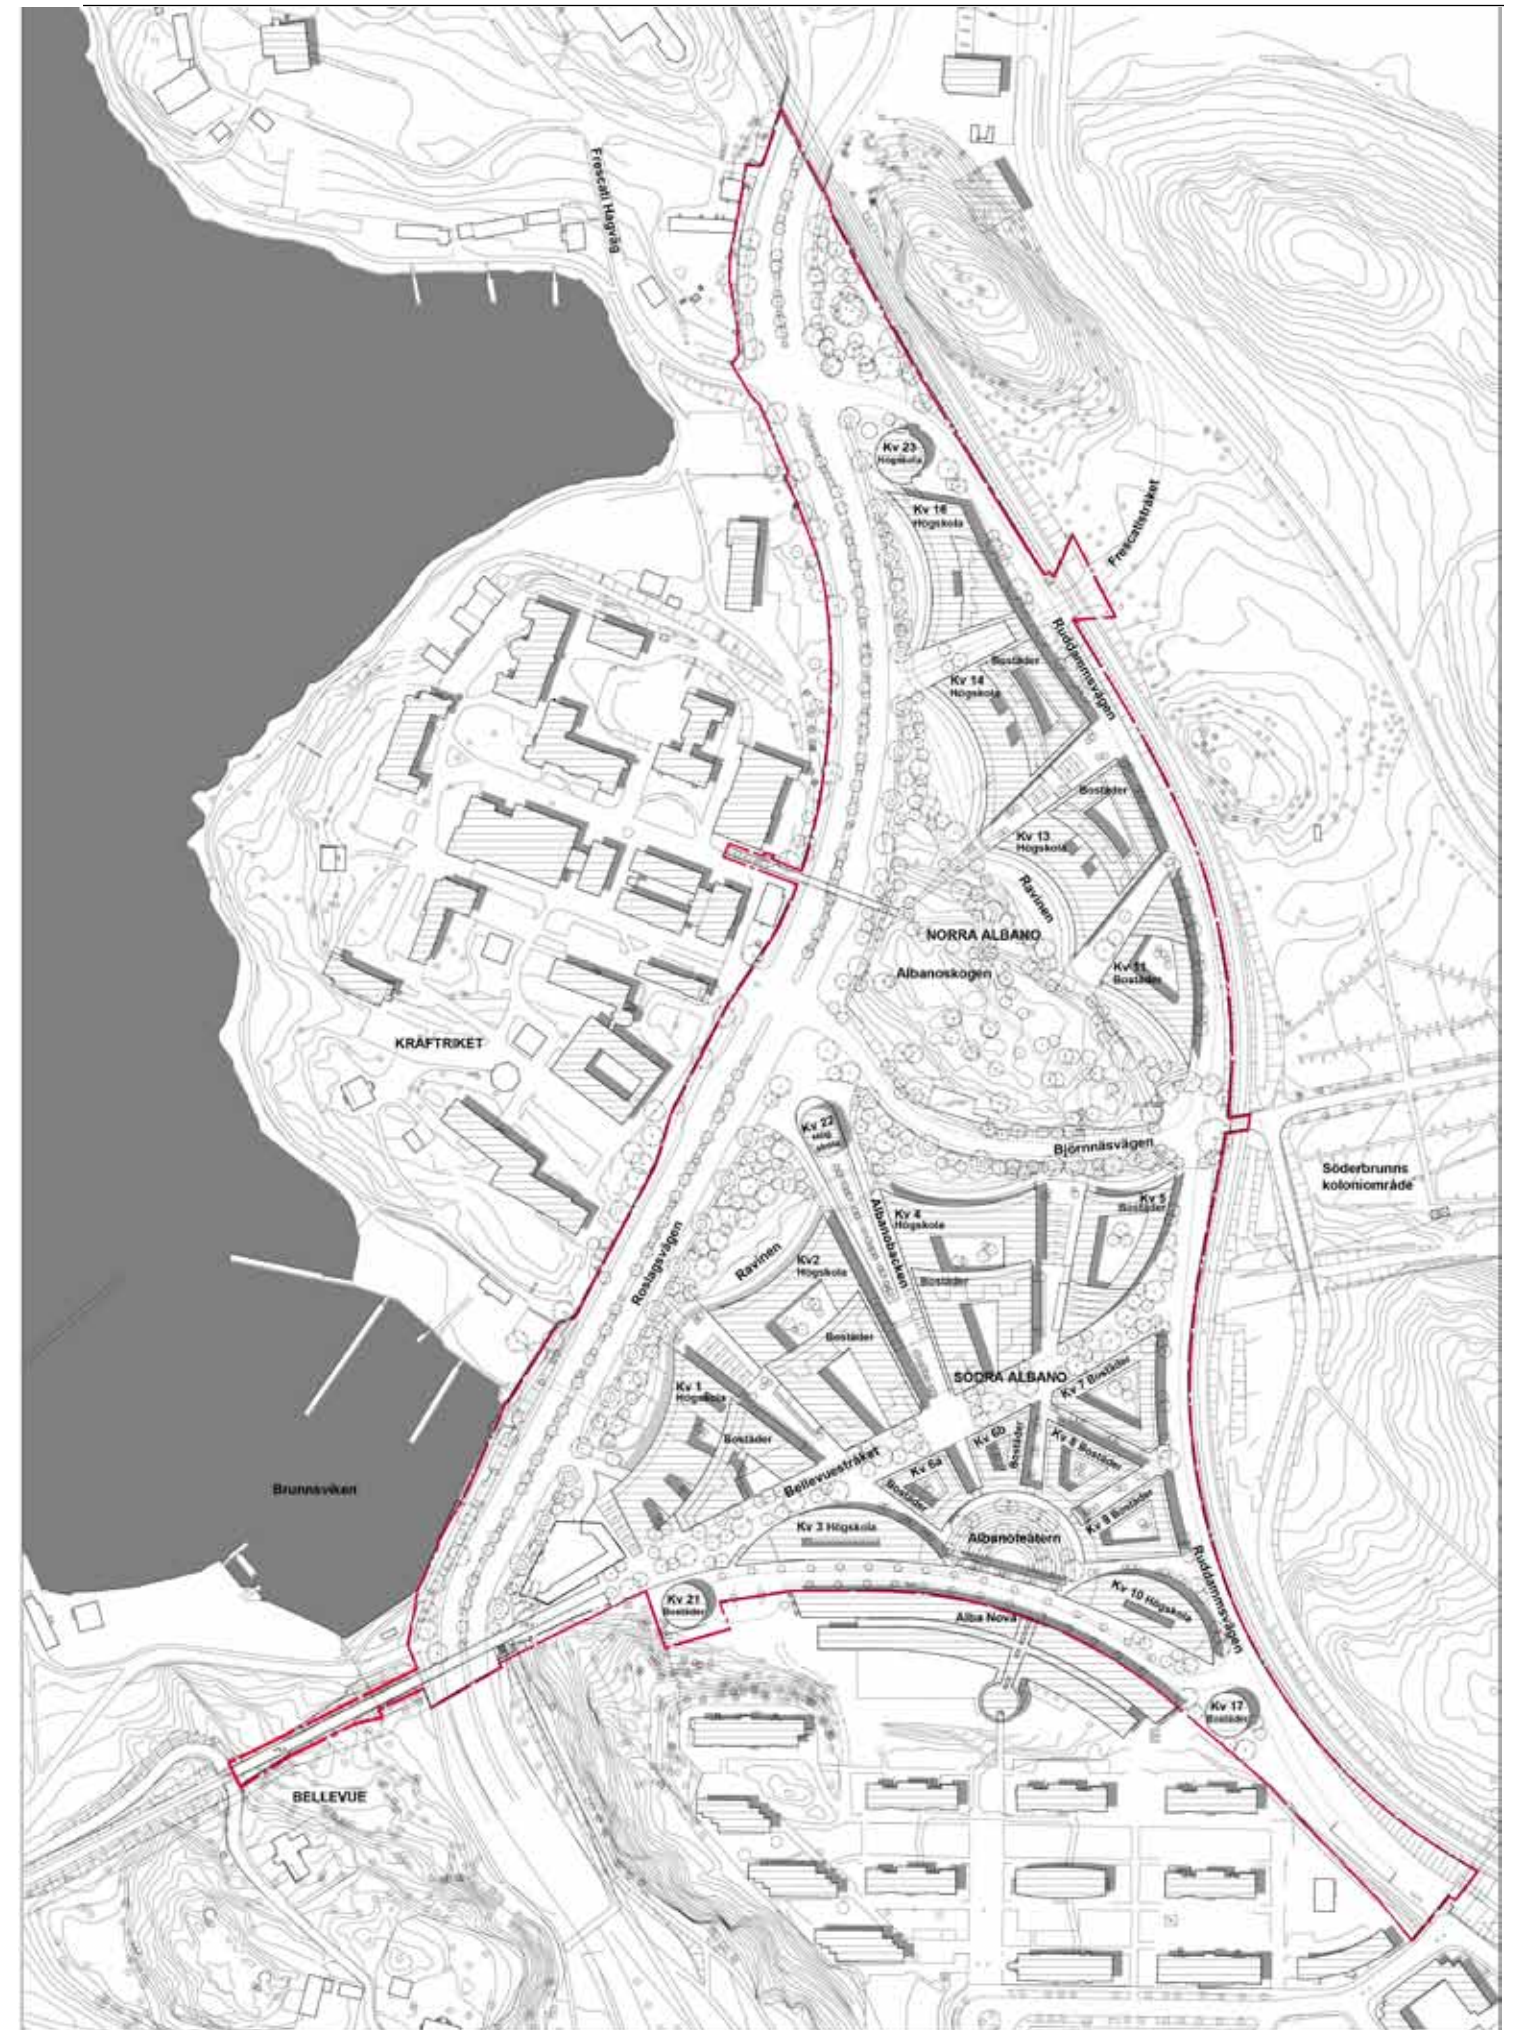 Frescati Hagväg
Kv 23
Högskola
Kv 16
Högskola
Frescatistråket
Ruddammsvägen
Bostäder
Kv 14
Högskola
Bostäder
Kv 13
Högskola
Ravinen
NORRA ALBANO
Albanoskogen
Kv 11
Bostäder
KRÄFTRIKET
Kv 22
Hög
skola
Björnnäsvägen
Söderbrunns
koloniområde
Kv 5
Bostäder
Albanobacken
Kv 4
Högskola
Roslagsvägen
Ravinen
Kv2
Högskola
Bostäder
Bostäder
SÖDRA ALBANO
Kv 7 Bostäder
Kv 1
Högskola
Bostäder
Kv 6b
Bostäder
Kv 8 Bostäder
Bellevuestråket
Kv 6a
Bostäder
Brunnsviken
Kv 9 Bostäder
Kv 3 Högskola
Albanoteatern
Ruddammsvägen
Kv 10 Högskola
Kv 21
Bostäder
Alba Nova
Kv 17
Bostäder
BELLEVUE